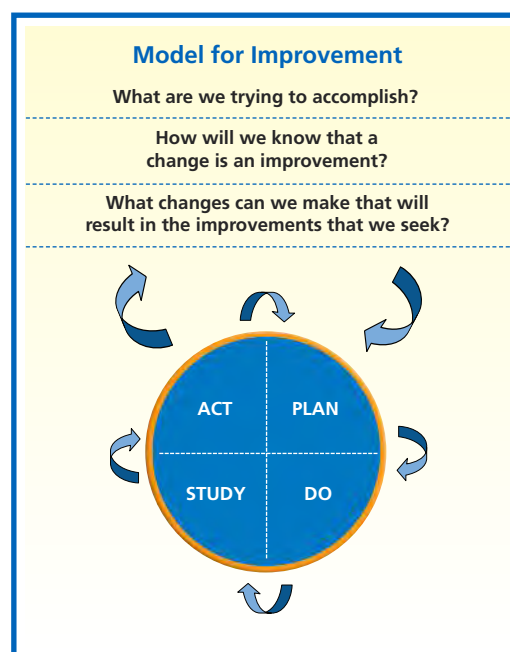 Model for Improvement
What are we trying to accomplish?
How will we know that a
change is an improvement?
What changes can we make that will
result in the improvements that we seek?
ACT
PLAN
STUDY
DO